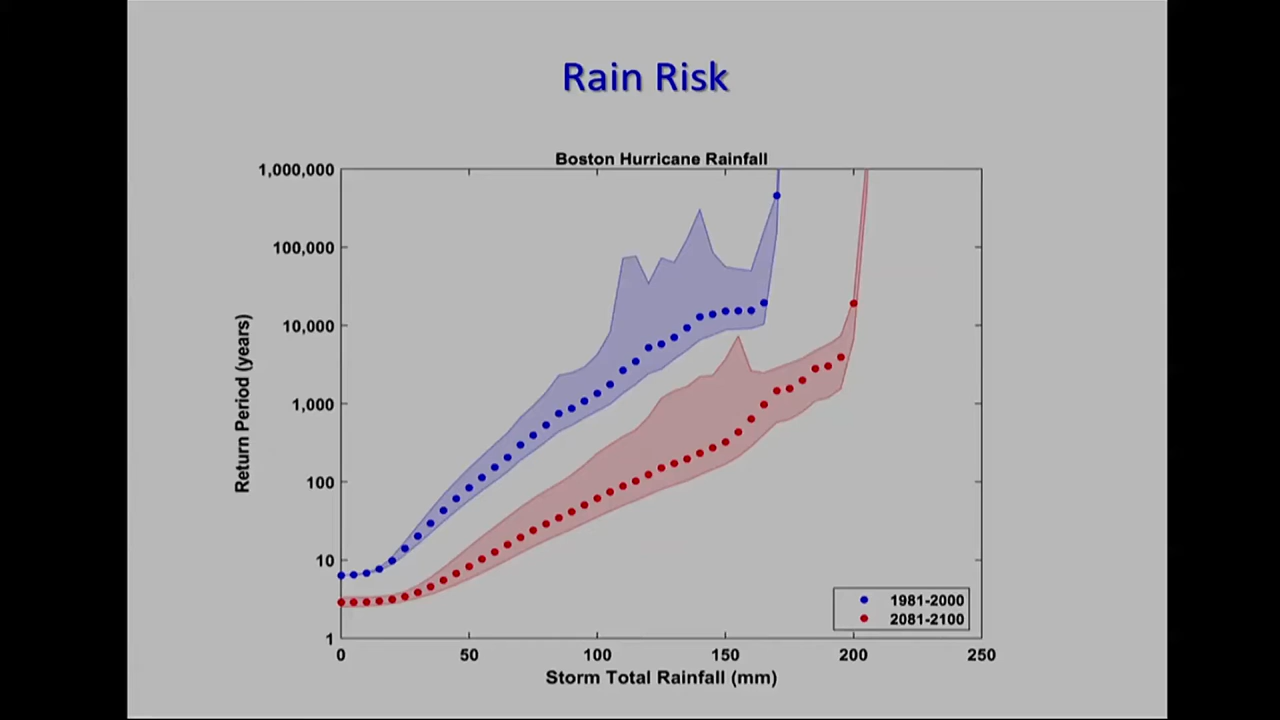 Rain Risk
Boston Hurricane Rainfall
1,000,000
100,000
10,000
1,000
100
10
1
Return Period (years)
0 50 100 150 200 250
Storm Total Rainfall (mm)
1981-2000
2081-2100